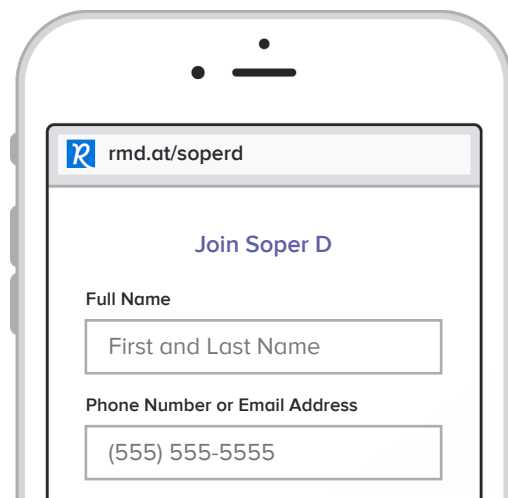 rmd.at/soperd
Join Soper D
Full Name
First and Last Name
Phone Number or Email Address
(555) 555-5555